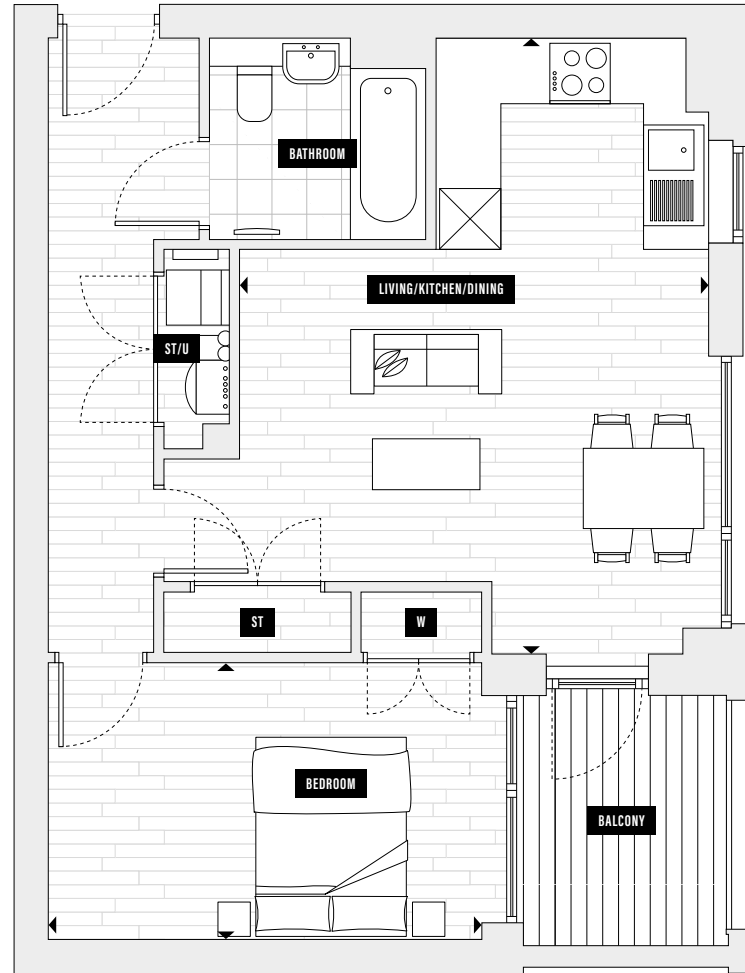 BATHROOM
LIVING/KITCHEN/DINING
ST/U
ST
W
BEDROOM
BALCONY